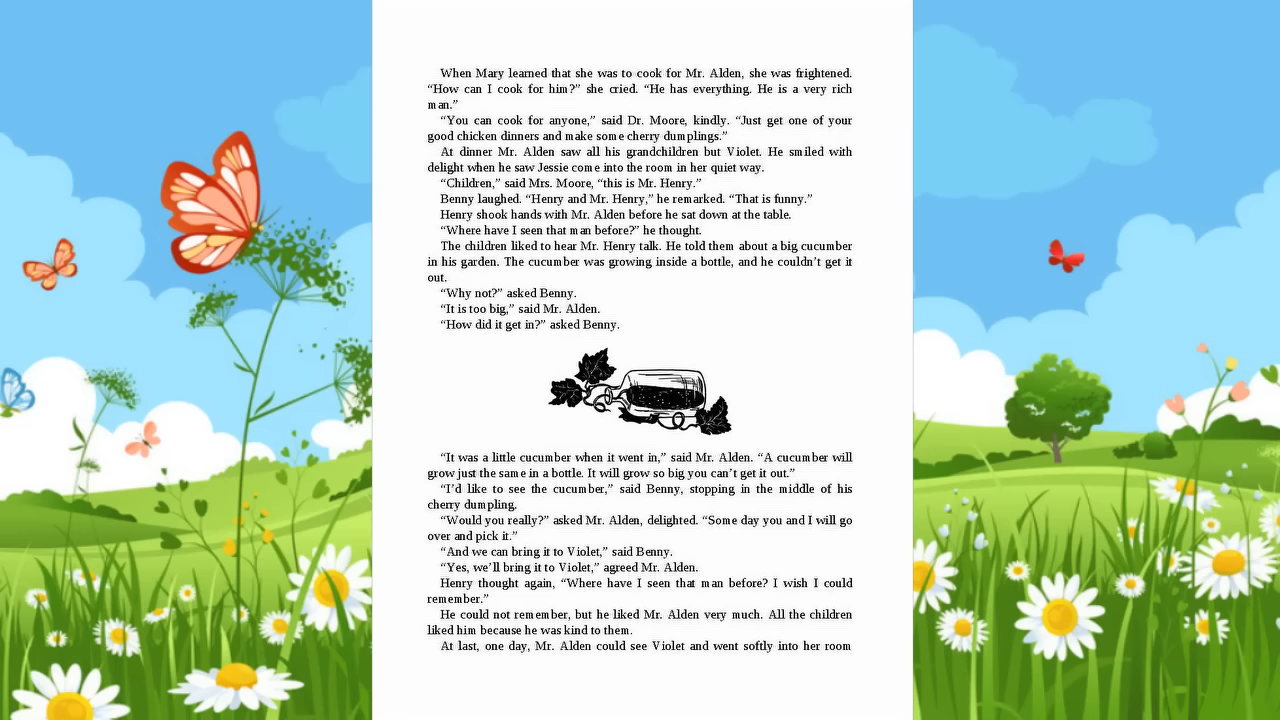 When Mary learned that she was to cook for Mr. Alden, she was frightened.
“How can I cook for him?” she cried. “He has everything. He is a very rich
man.”
“You can cook for anyone,” said Dr. Moore, kindly. “Just get one of your
good chicken dinners and make some cherry dumplings.”
At dinner Mr. Alden saw all his grandchildren but Violet. He smiled with
delight when he saw Jessie come into the room in her quiet way.
“Children,” said Mrs. Moore, “this is Mr. Henry.”
Benny laughed. “Henry and Mr. Henry,” he remarked. “That is funny.”
Henry shook hands with Mr. Alden before he sat down at the table.
“Where have I seen that man before?” he thought.
The children liked to hear Mr. Henry talk. He told them about a big cucumber
in his garden. The cucumber was growing inside a bottle, and he couldn’t get it
out.
“Why not?” asked Benny.
“It is too big,” said Mr. Alden.
“How did it get in?” asked Benny.
“It was a little cucumber when it went in,” said Mr. Alden. “A cucumber will
grow just the same in a bottle. It will grow so big you can’t get it out.”
“I’d like to see the cucumber,” said Benny, stopping in the middle of his
cherry dumpling.
“Would you really?” asked Mr. Alden, delighted. “Some day you and I will go
over and pick it.”
“And we can bring it to Violet,” said Benny.
“Yes, we’ll bring it to Violet,” agreed Mr. Alden.
Henry thought again, “Where have I seen that man before? I wish I could
remember.”
He could not remember, but he liked Mr. Alden very much. All the children
liked him because he was kind to them.
At last, one day, Mr. Alden could see Violet and went softly into her room